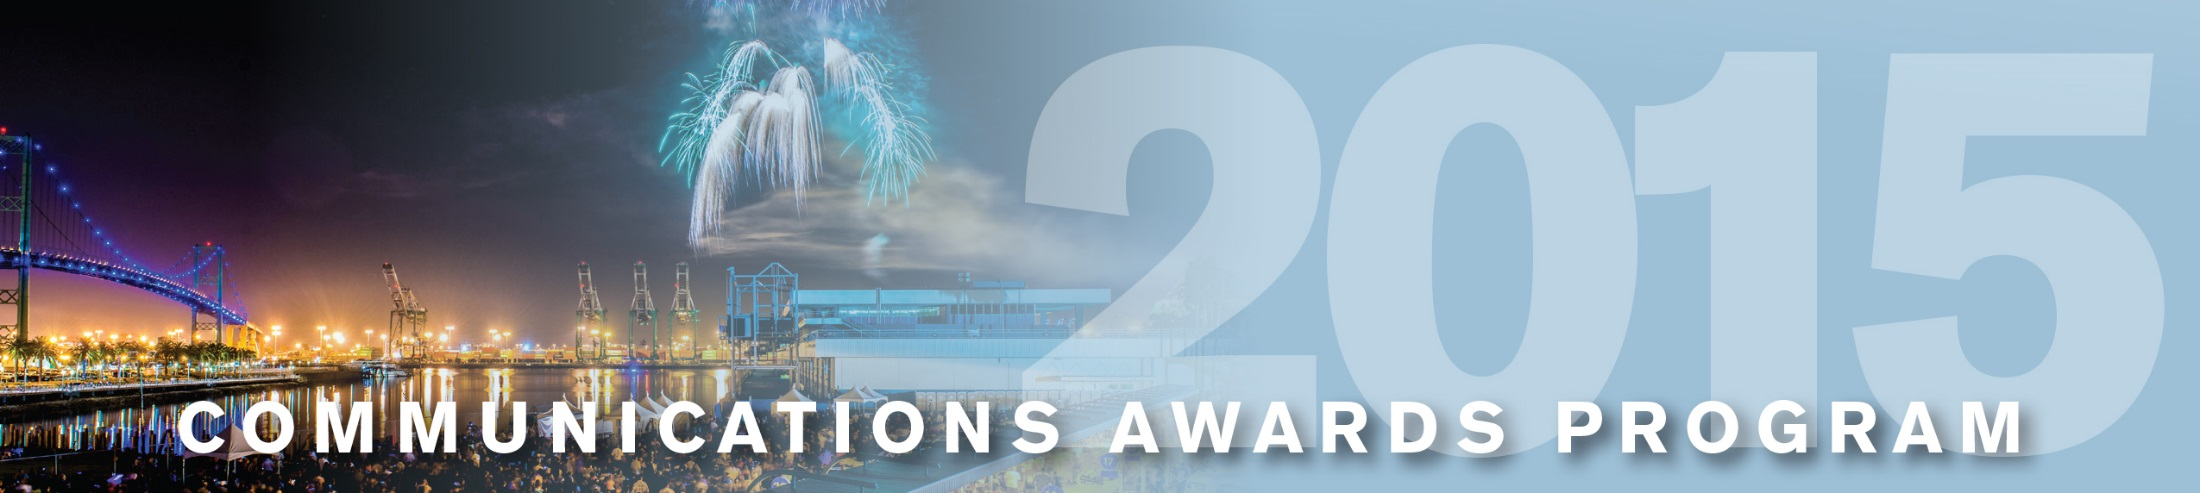 2015
COMMUNICATIONS AWARDS PROGRAM